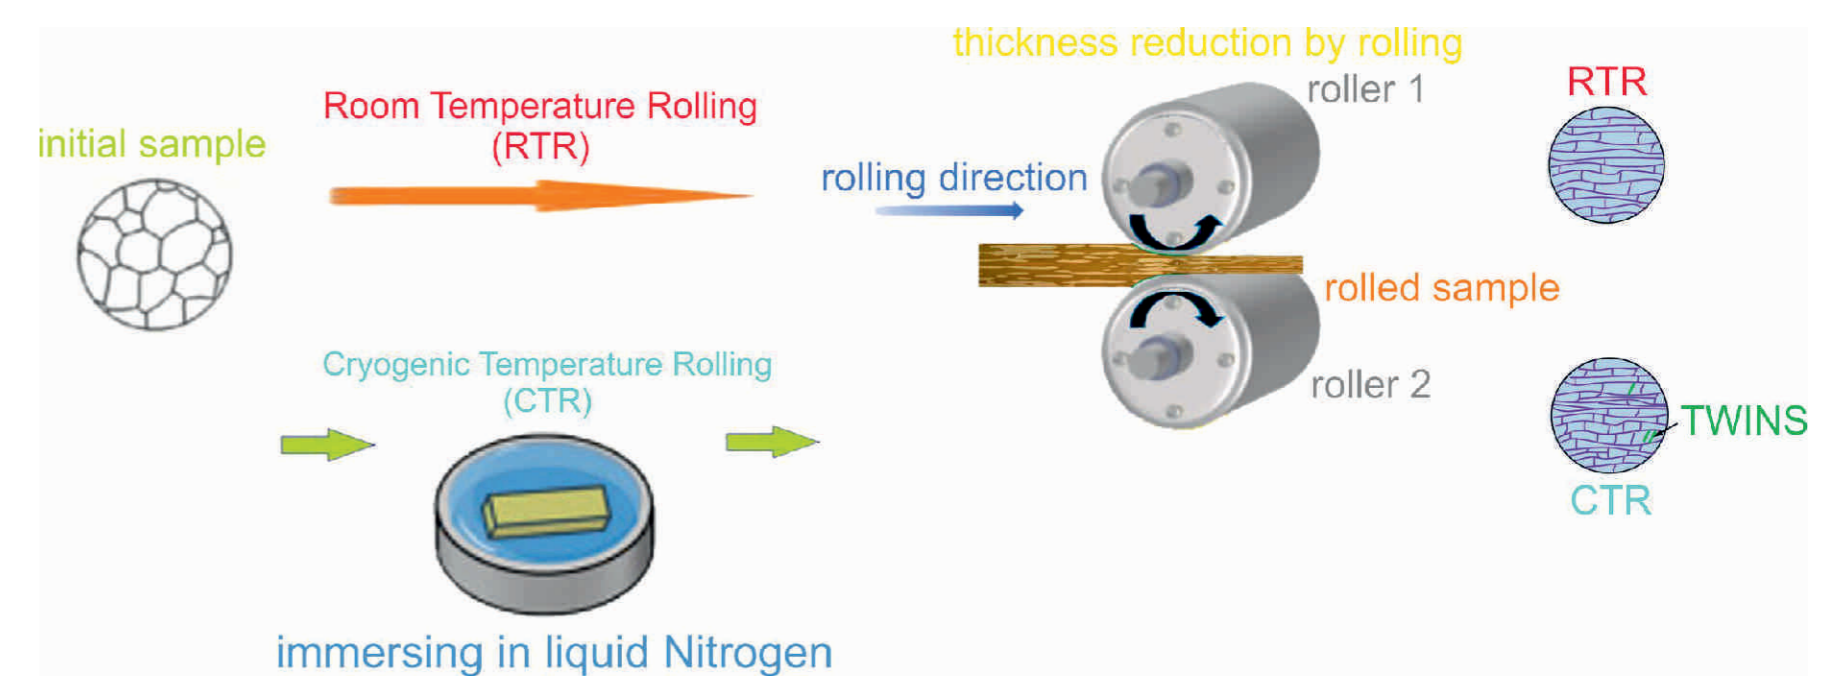 thickness reduction by rolling
roller 1
RTR
Room Temperature Rolling
(RTR)
initial sample
rolling direction
rolled sample
Cryogenic Temperature Rolling
(CTR)
roller 2
TWINS
CTR
immersing in liquid Nitrogen